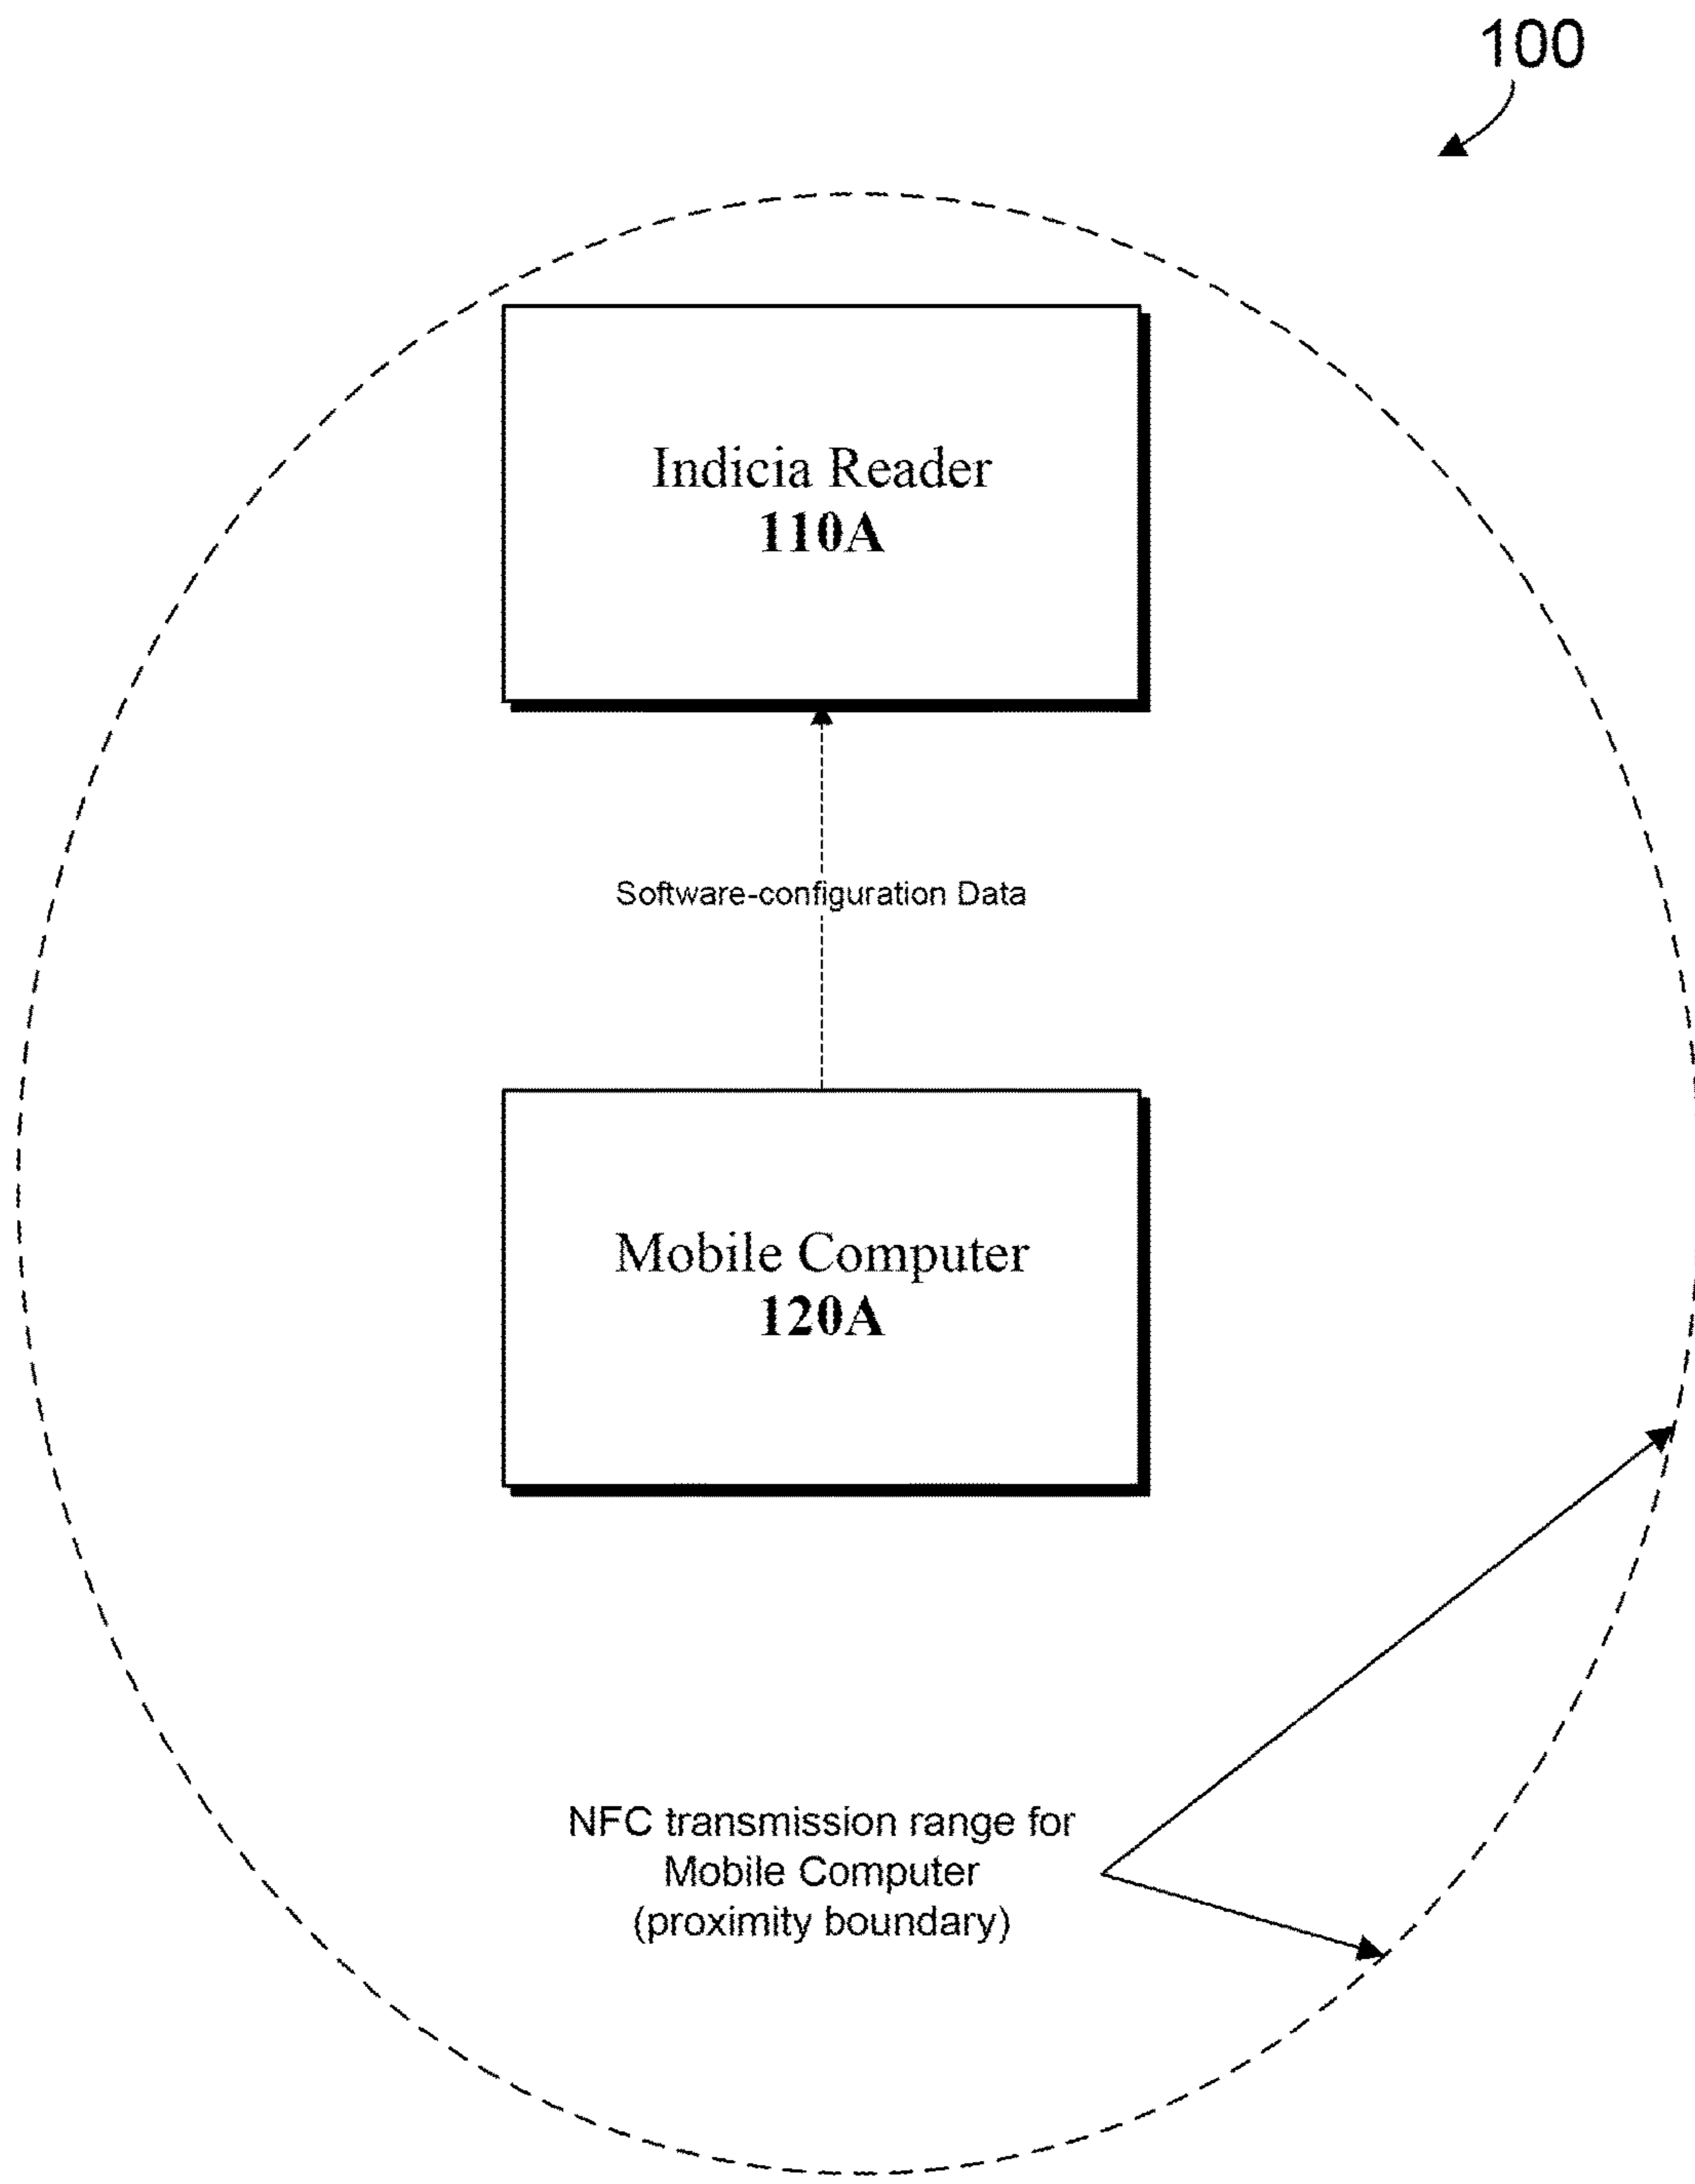 100
Indicia Reader
110A
Software-configuration Data
Mobile Computer
120A
NFC transmission range for
Mobile Computer
(proximity boundary)